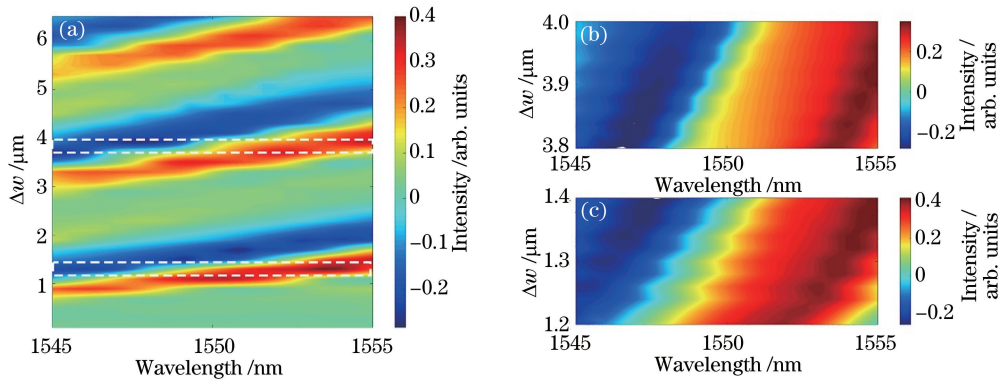 (a)
6
5
4
3
2
1
Δw /μm
1545
1550
1555
Wavelength /nm
0.4
0.3
0.2
0.1
0
−0.1
−0.2
Intensity /arb. units
(b)
4.0
3.9
3.8
Δw /μm
1545
1550
1555
Wavelength /nm
0.2
0
−0.2
Intensity /
arb. units
(c)
1.4
1.3
1.2
Δw /μm
1545
1550
1555
Wavelength /nm
0.4
0.2
0
−0.2
Intensity /
arb. units